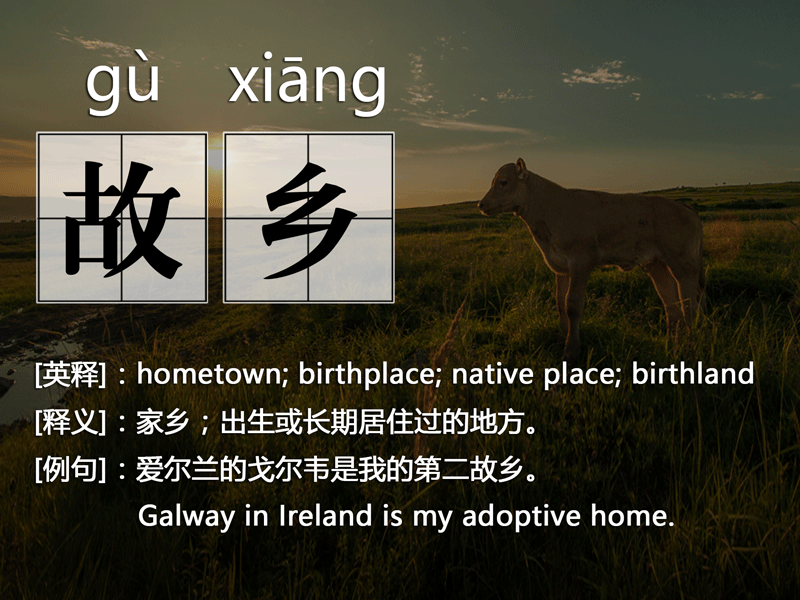 gù xiāng
故乡
[英释]：hometown; birthplace; native place; birthland
[释义]：家乡；出生或长期居住过的地方。
[例句]：爱尔兰的戈尔韦是我的第二故乡。
Galway in Ireland is my adoptive home.